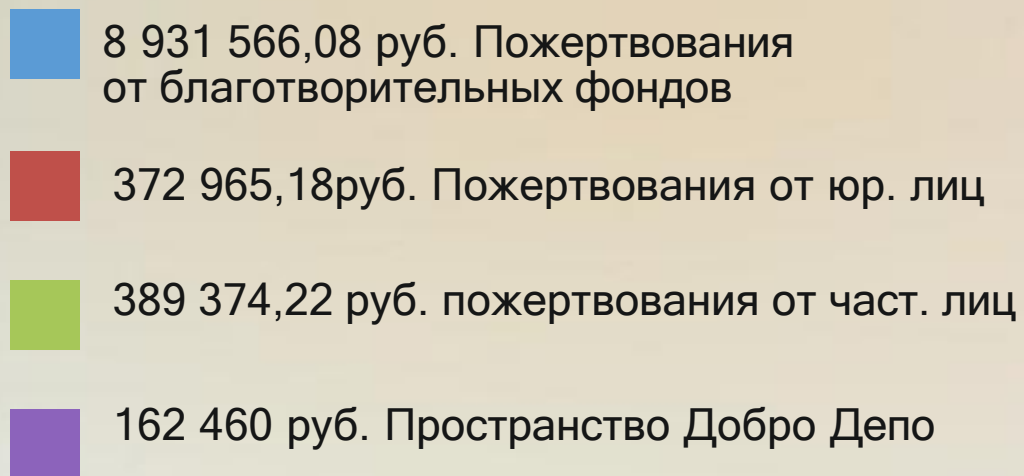 8 931 566,08 руб. Пожертвования
от благотворительных фондов
372 965,18руб. Пожертвования от юр. лиц
389 374,22 руб. пожертвования от част. лиц
162 460 руб. Пространство Добро Депо